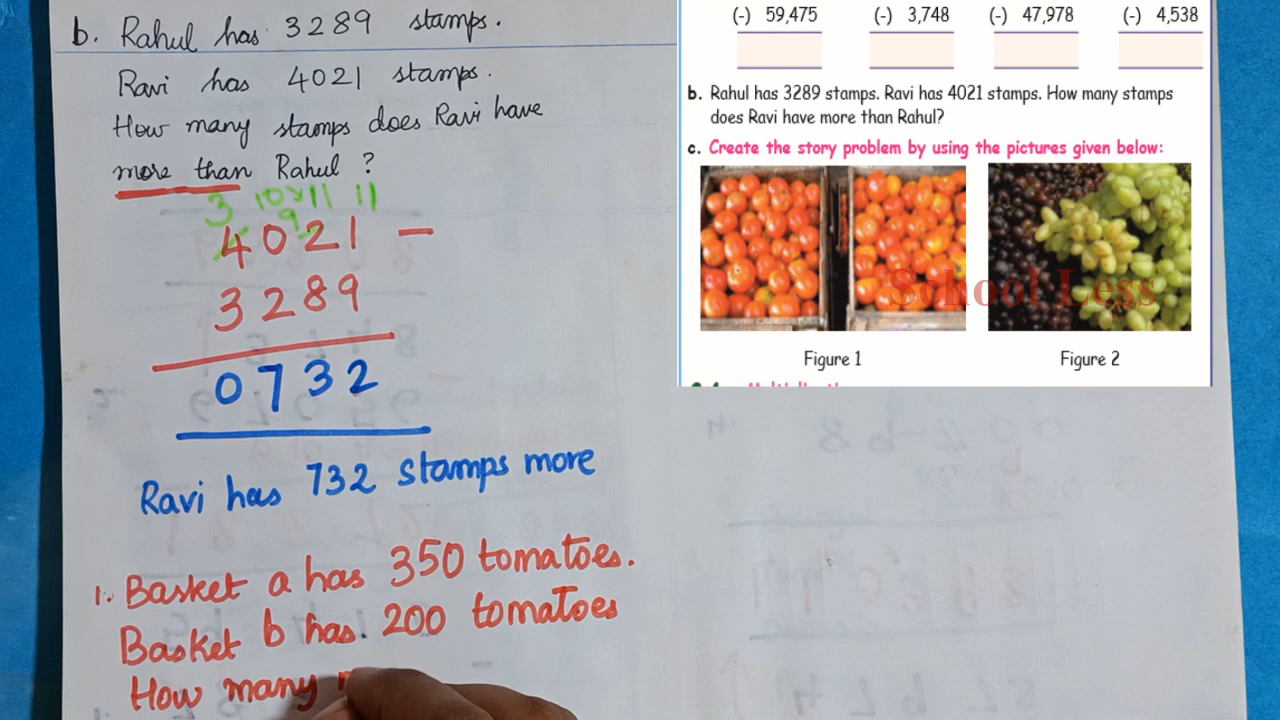 b. Rahul has 3289 stamps.
Ravi has 4021 stamps.
How many stamps does Ravi have
more than Rahul ?
3 10 11 11
9
4021 −
3289
0732
Ravi has 732 stamps more
1. Basket a has 350 tomatoes.
Basket b has 200 tomatoes
How many
(-) 59,475 (-) 3,748 (-) 47,978 (-) 4,538
b. Rahul has 3289 stamps. Ravi has 4021 stamps. How many stamps
does Ravi have more than Rahul?
c. Create the story problem by using the pictures given below:
School Less
Figure 1 Figure 2